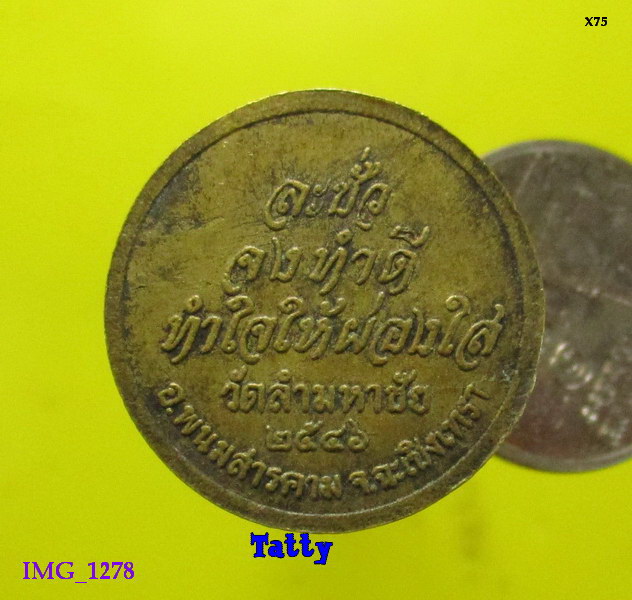 X75
ละชั่ว
จงทำดี
ทำใจให้ผ่องใส
วัดลำมหาชัย
๒๕๔๖
อ.พนมสารคาม จ.ฉะเชิงเทรา
Tatty
IMG_1278